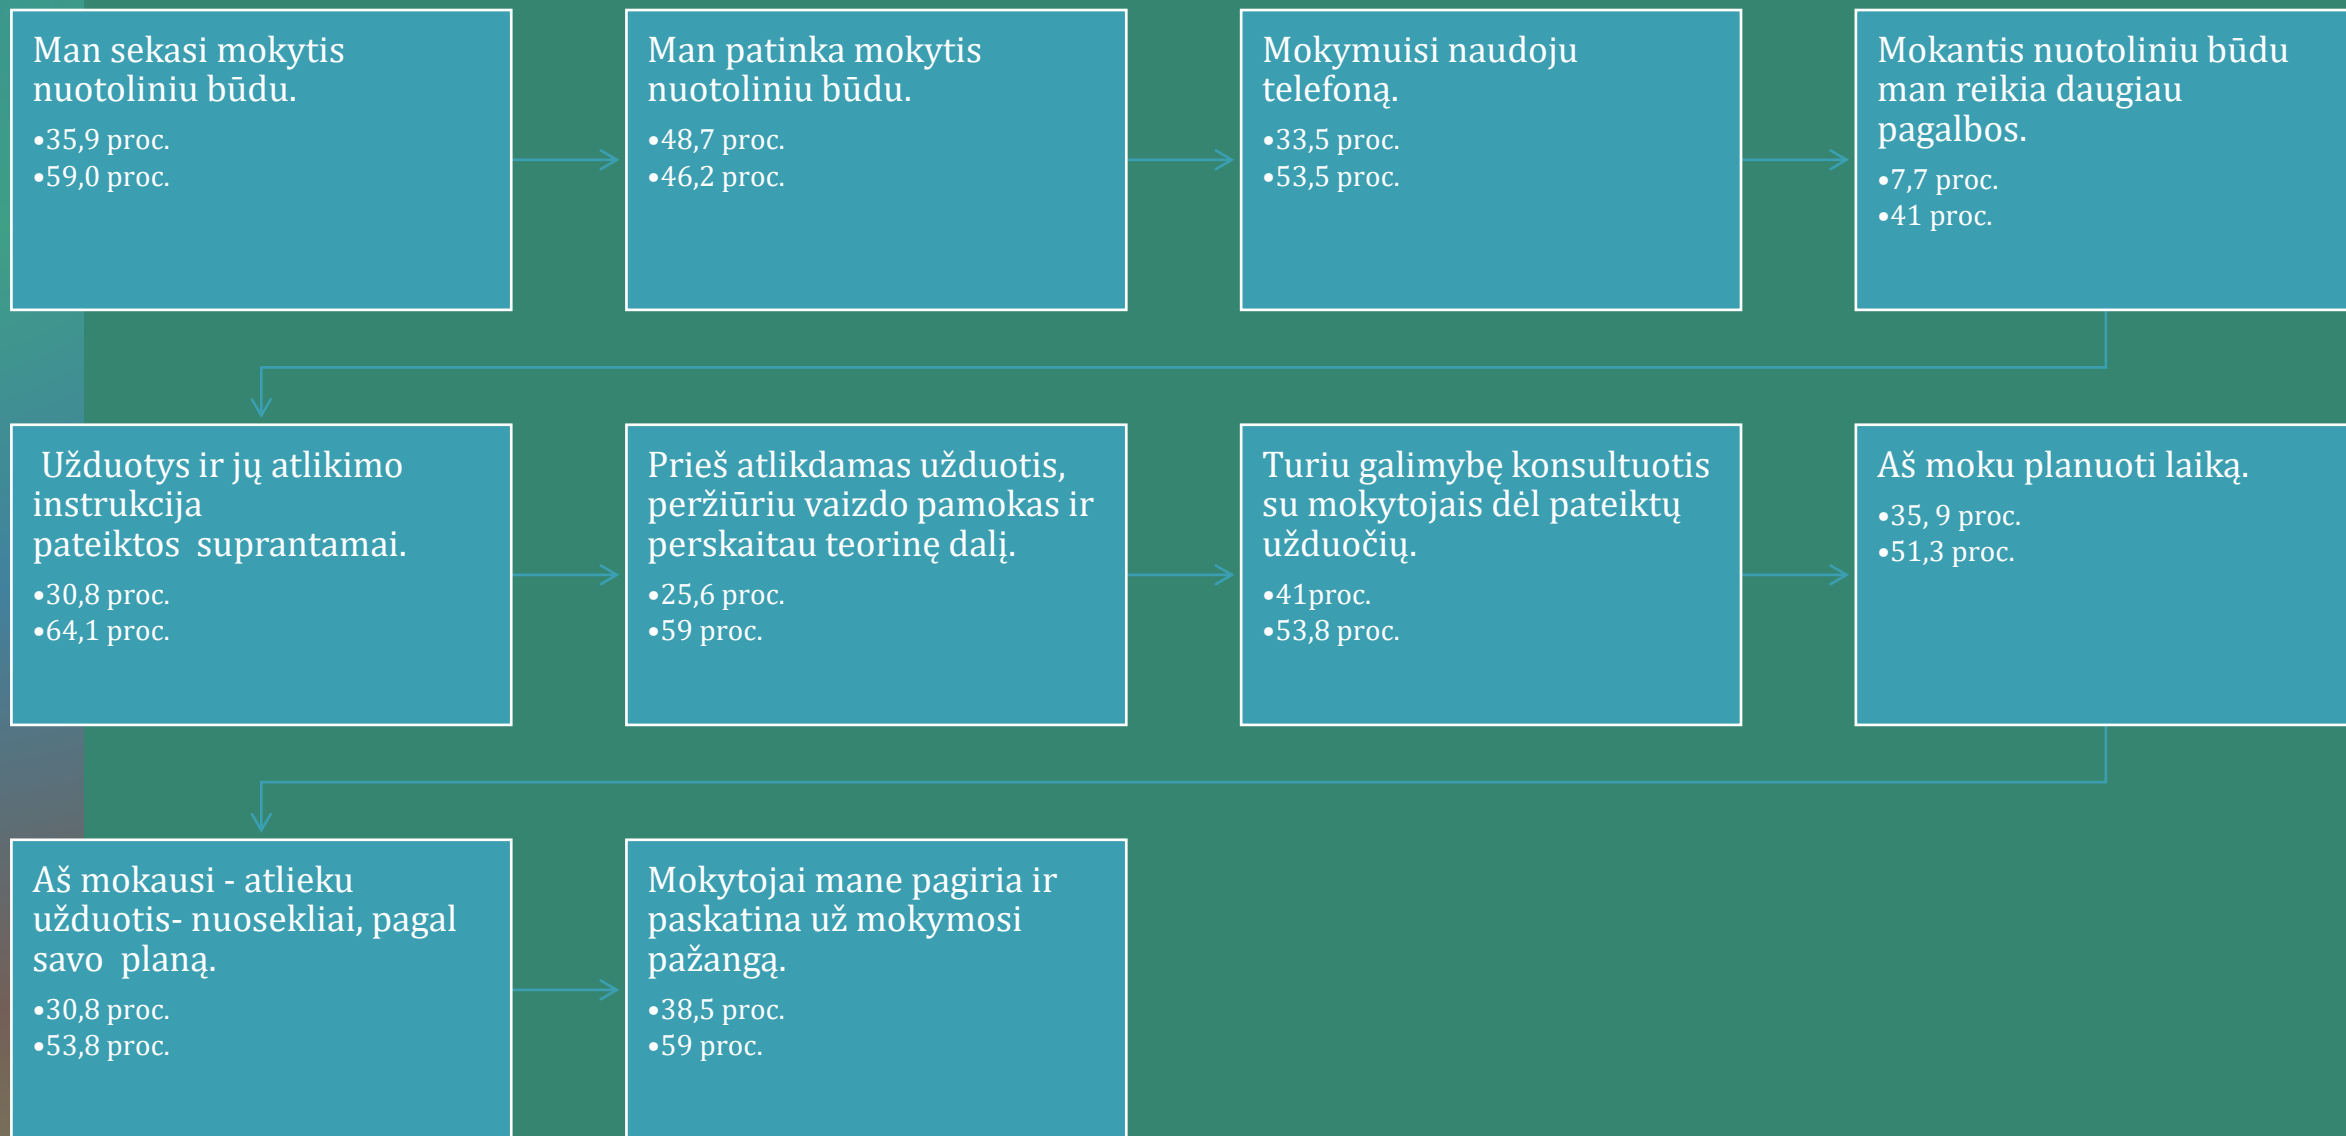 Man sekasi mokytis
nuotoliniu būdu.
•35,9 proc.
•59,0 proc.
Man patinka mokytis
nuotoliniu būdu.
•48,7 proc.
•46,2 proc.
Mokymuisi naudoju
telefoną.
•33,5 proc.
•53,5 proc.
Mokantis nuotoliniu būdu
man reikia daugiau
pagalbos.
•7,7 proc.
•41 proc.
Užduotys ir jų atlikimo
instrukcija
pateiktos  suprantamai.
•30,8 proc.
•64,1 proc.
Prieš atlikdamas užduotis,
peržiūriu vaizdo pamokas ir
perskaitau teorinę dalį.
•25,6 proc.
•59 proc.
Turiu galimybę konsultuotis
su mokytojais dėl pateiktų
užduočių.
•41proc.
•53,8 proc.
Aš moku planuoti laiką.
•35, 9 proc.
•51,3 proc.
Aš mokausi - atlieku
užduotis- nuosekliai, pagal
savo  planą.
•30,8 proc.
•53,8 proc.
Mokytojai mane pagiria ir
paskatina už mokymosi
pažangą.
•38,5 proc.
•59 proc.